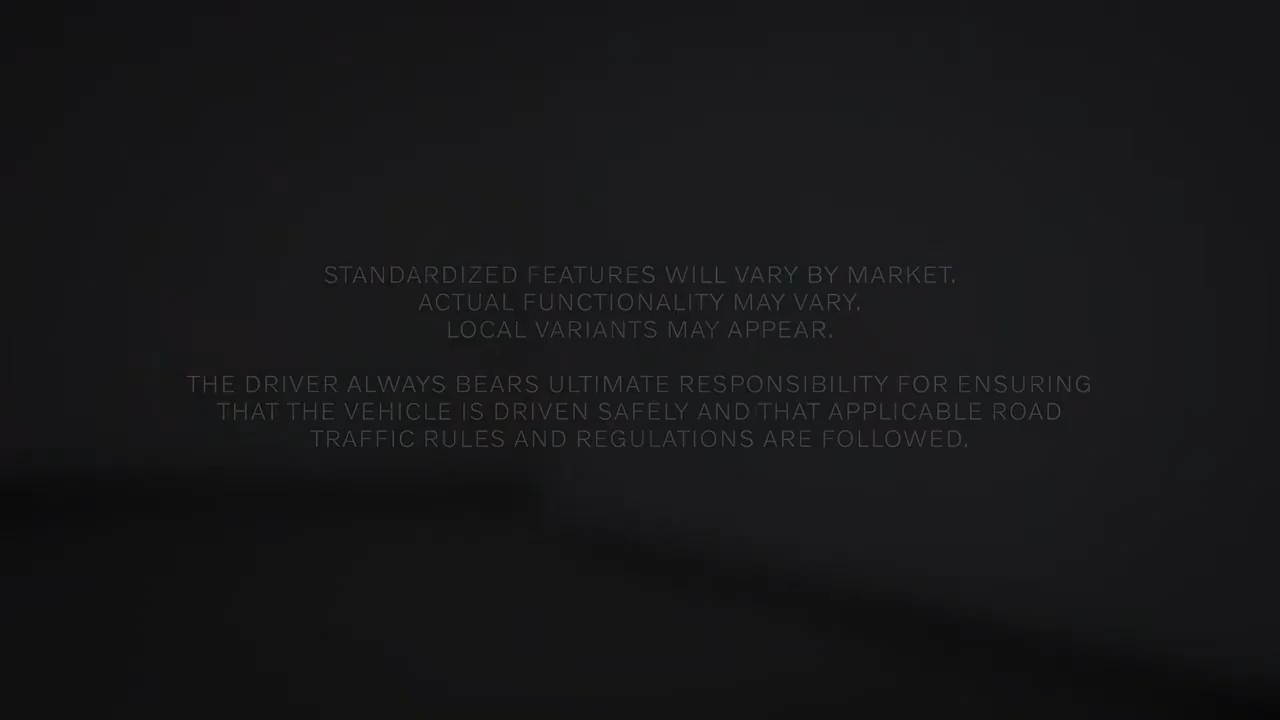 STANDARDIZED FEATURES WILL VARY BY MARKET.
ACTUAL FUNCTIONALITY MAY VARY.
LOCAL VARIANTS MAY APPEAR.
THE DRIVER ALWAYS BEARS ULTIMATE RESPONSIBILITY FOR ENSURING
THAT THE VEHICLE IS DRIVEN SAFELY AND THAT APPLICABLE ROAD
TRAFFIC RULES AND REGULATIONS ARE FOLLOWED.